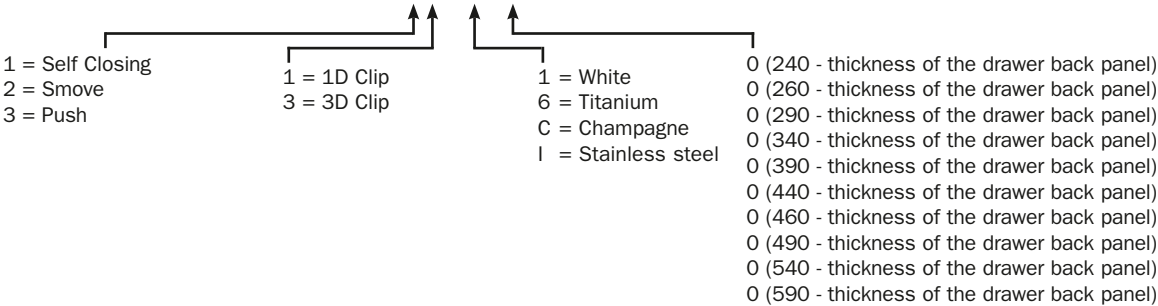 1 = Self Closing
2 = Smove
3 = Push
1 = 1D Clip
3 = 3D Clip
1 = White
6 = Titanium
C = Champagne
I = Stainless steel
0 (240 - thickness of the drawer back panel)
0 (260 - thickness of the drawer back panel)
0 (290 - thickness of the drawer back panel)
0 (340 - thickness of the drawer back panel)
0 (390 - thickness of the drawer back panel)
0 (440 - thickness of the drawer back panel)
0 (460 - thickness of the drawer back panel)
0 (490 - thickness of the drawer back panel)
0 (540 - thickness of the drawer back panel)
0 (590 - thickness of the drawer back panel)